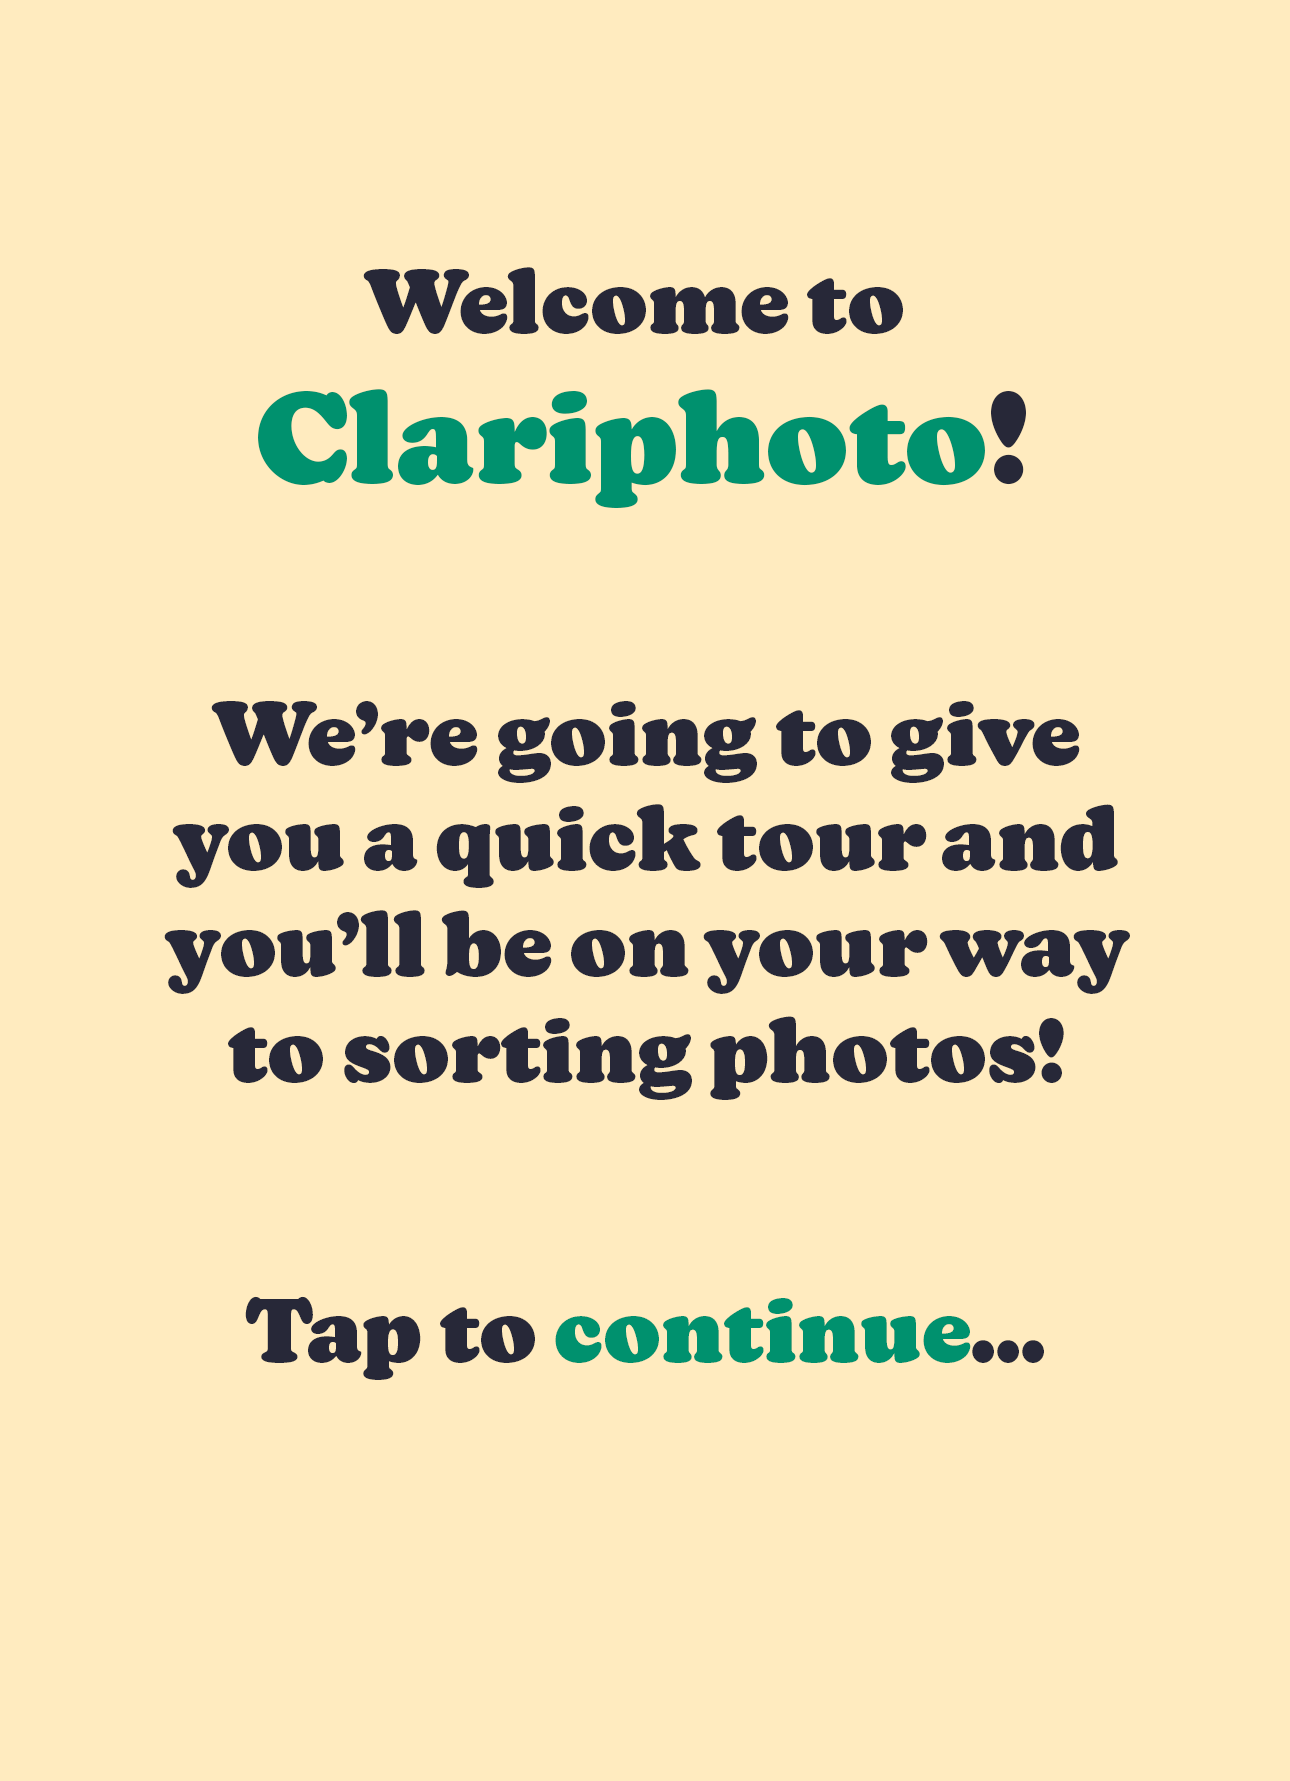 Welcome to
Clariphoto!
We’re going to give
you a quick tour and
you’ll be on your way
to sorting photos!
Tap to continue...